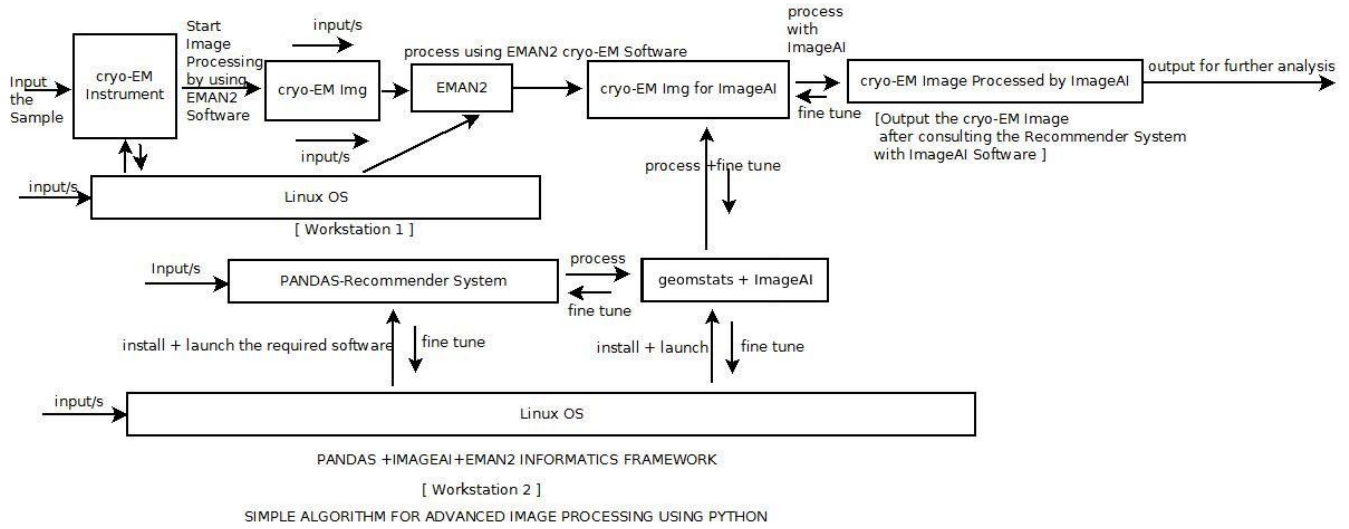 Input
the
Sample
cryo-EM
Instrument
Start
Image
Processing
by using
EMAN2
Software
input/s
cryo-EM Img
input/s
process using EMAN2 cryo-EM Software
EMAN2
cryo-EM Img for ImageAI
process
with
ImageAI
fine tune
cryo-EM Image Processed by ImageAI
output for further analysis
[Output the cryo-EM Image
after consulting the Recommender System
with ImageAI Software ]
input/s
Linux OS
[ Workstation 1 ]
process +fine tune
Input/s
PANDAS-Recommender System
process
fine tune
geomstats + ImageAI
install + launch the required software
fine tune
install + launch
fine tune
input/s
Linux OS
PANDAS +IMAGEAI+EMAN2 INFORMATICS FRAMEWORK
[ Workstation 2 ]
SIMPLE ALGORITHM FOR ADVANCED IMAGE PROCESSING USING PYTHON